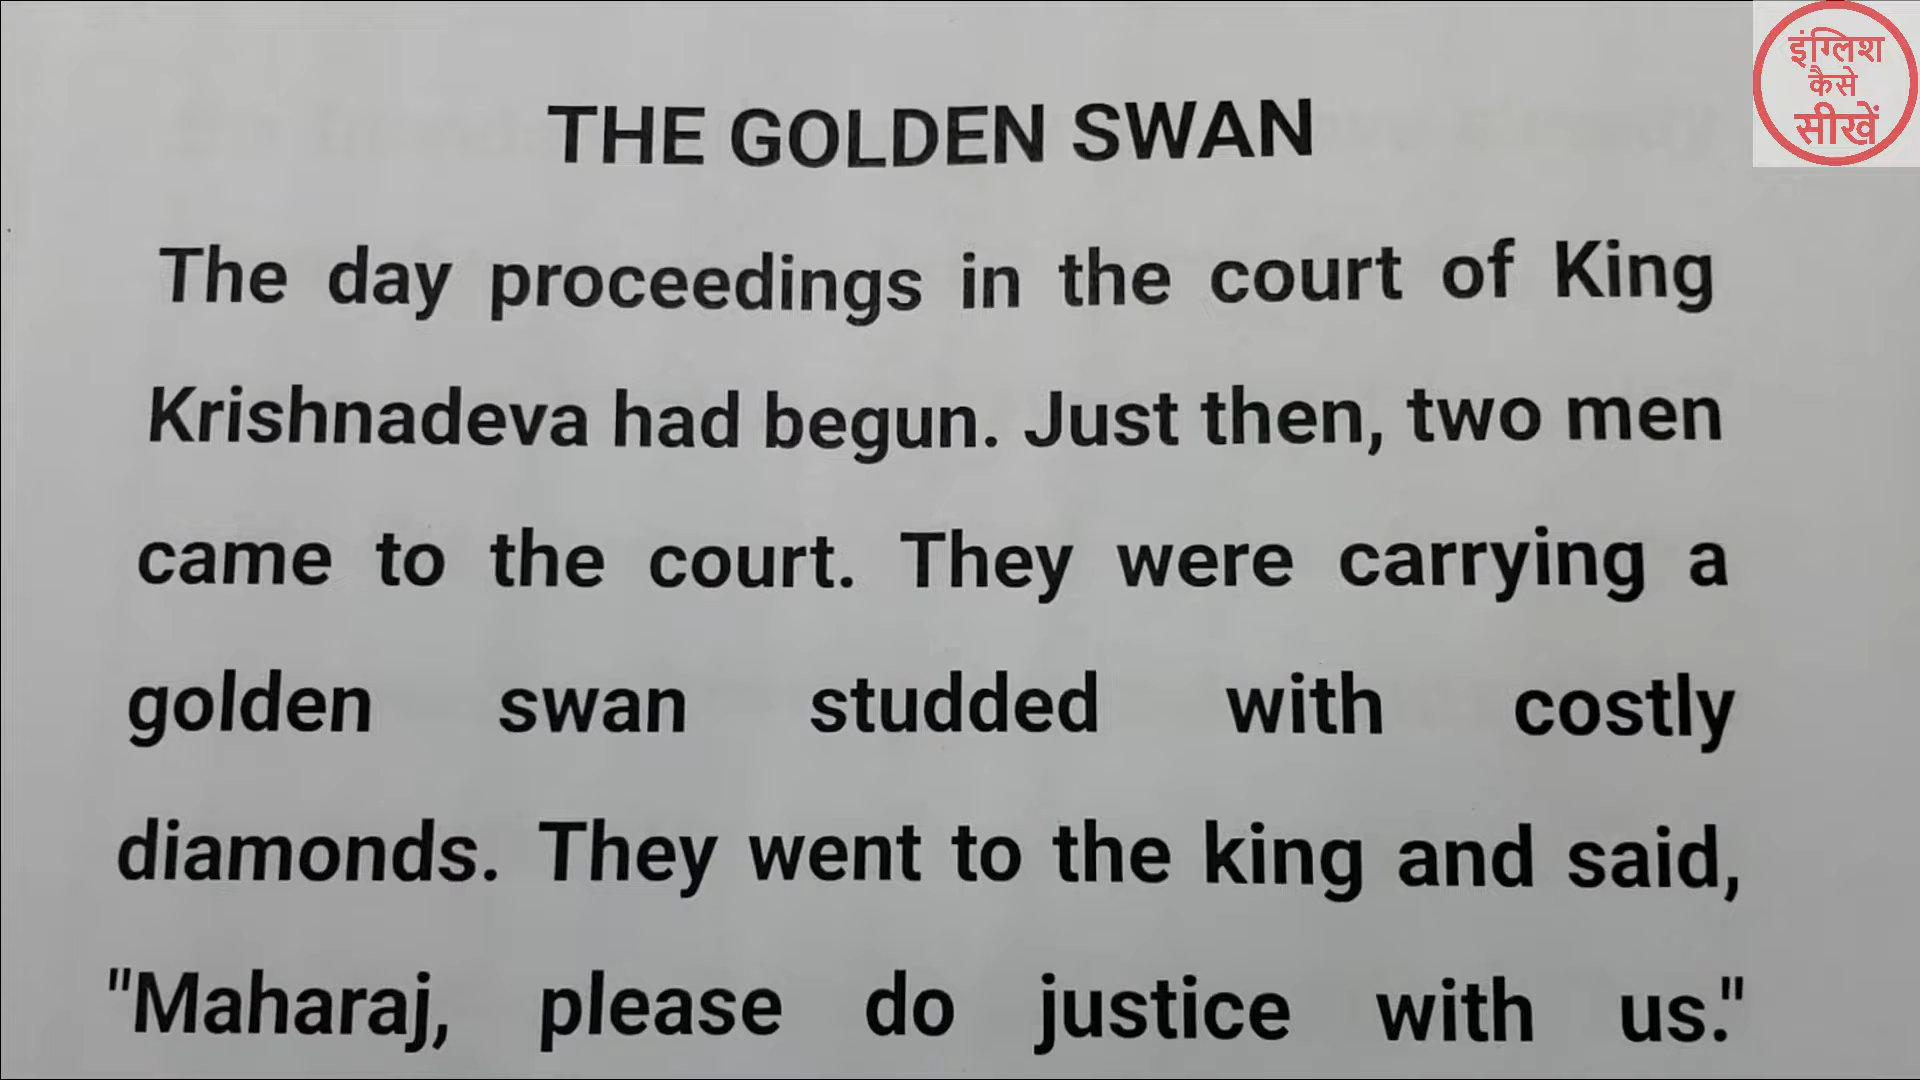 इंग्लिश
कैसे
सीखें
THE GOLDEN SWAN
The day proceedings in the court of King
Krishnadeva had begun. Just then, two men
came to the court. They were carrying a
golden swan studded with costly
diamonds. They went to the king and said,
"Maharaj, please do justice with us."